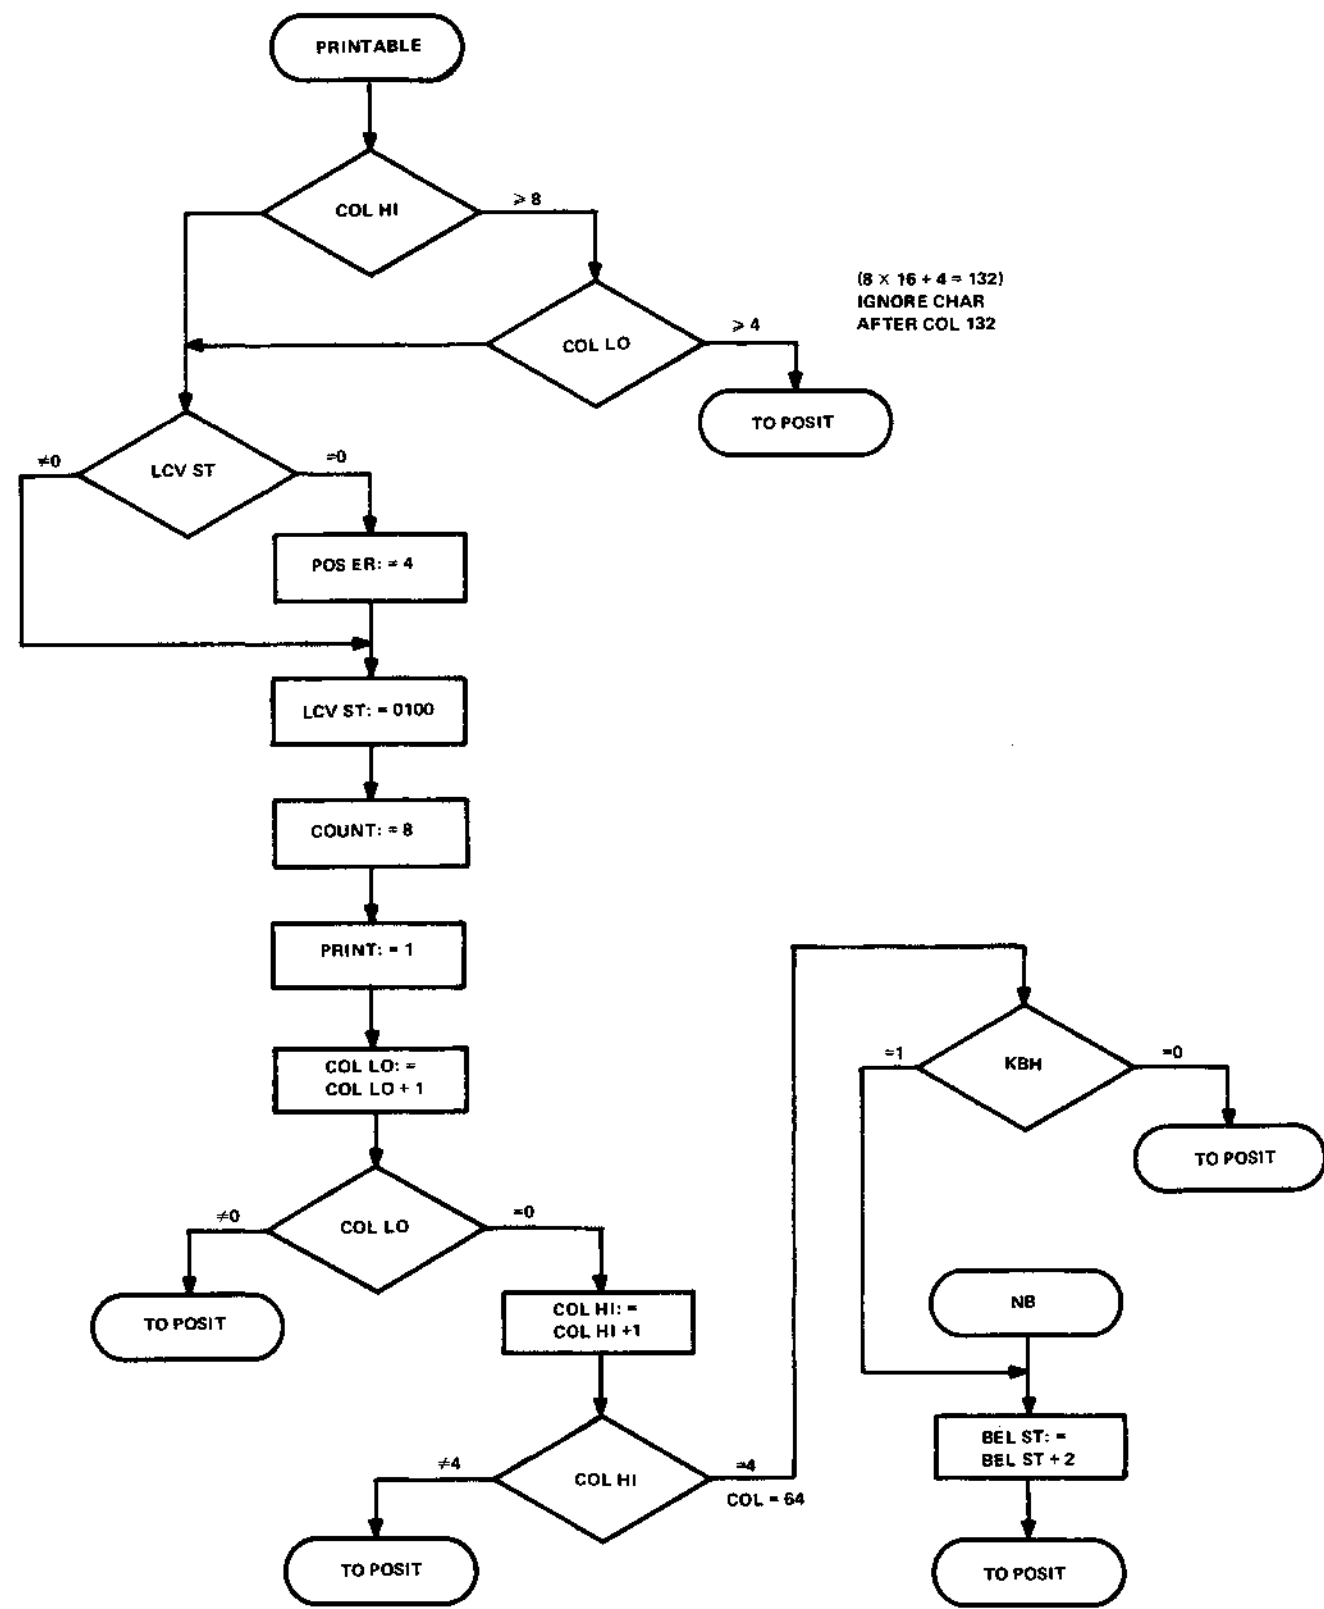 PRINTABLE
COL HI
⩾ 8
(8 × 16 + 4 = 132)
IGNORE CHAR
AFTER COL 132
COL LO
⩾ 4
TO POSIT
LCV ST
≠0
=0
POS ER: = 4
LCV ST: = 0100
COUNT: = 8
PRINT: = 1
COL LO: =
COL LO + 1
COL LO
≠0
=0
TO POSIT
COL HI: =
COL HI +1
COL HI
≠4
=4
COL = 64
TO POSIT
KBH
=1
=0
TO POSIT
NB
BEL ST: =
BEL ST + 2
TO POSIT